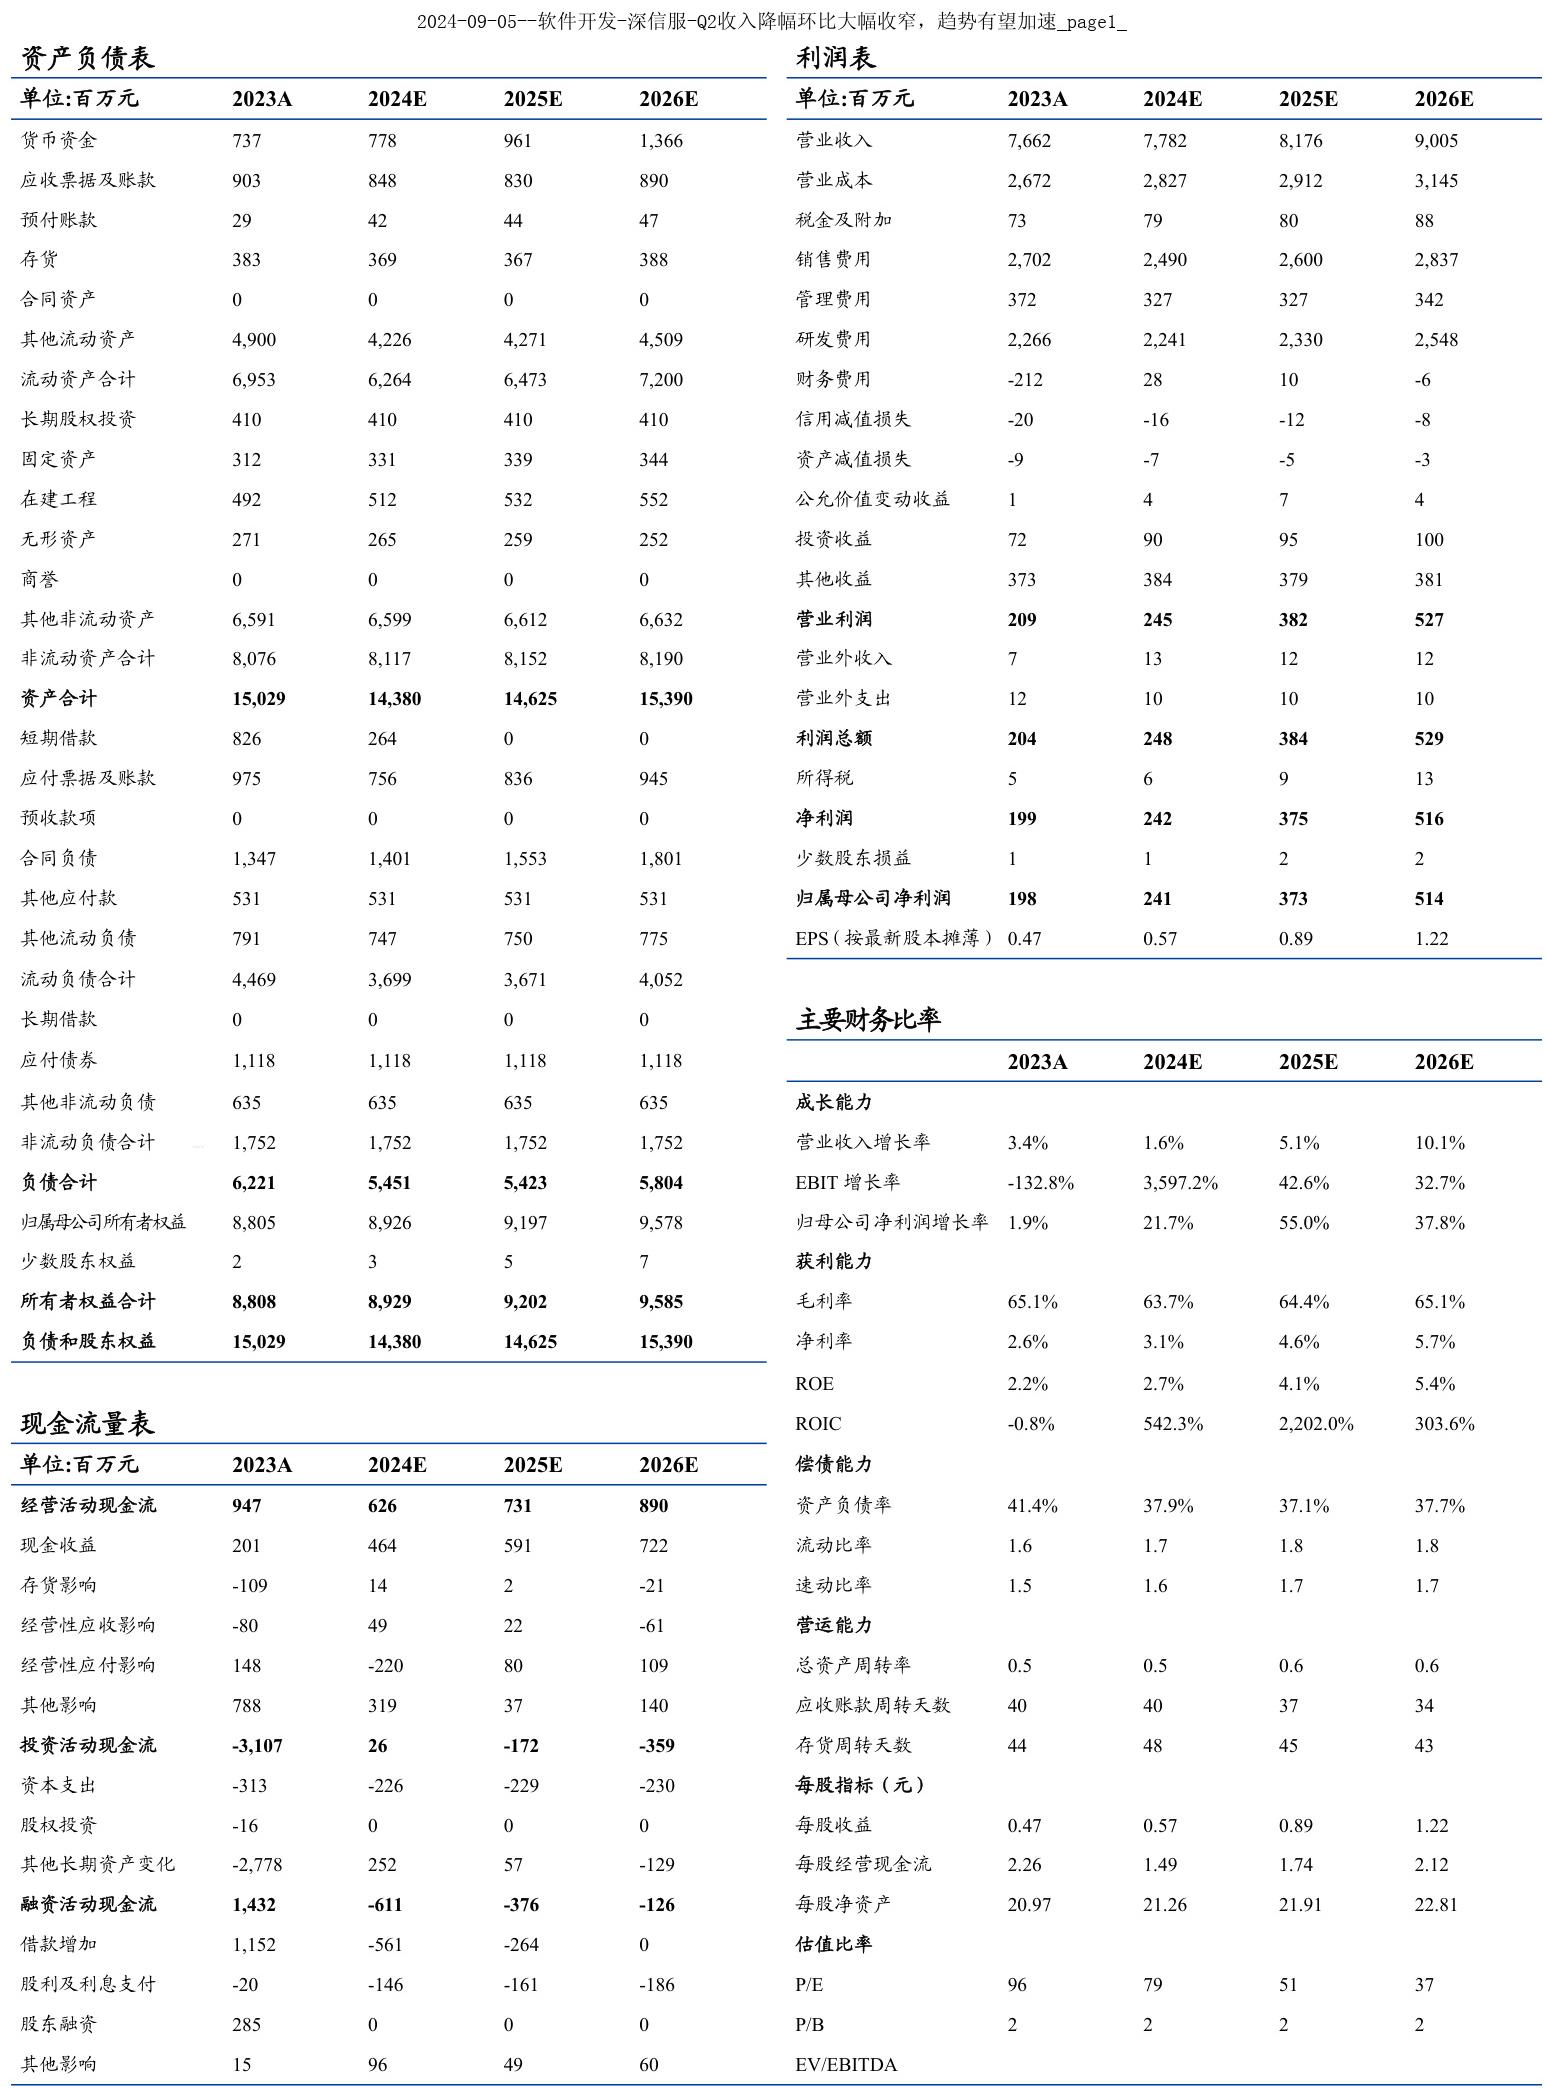 2024-09-05--软件开发-深信服-Q2收入降幅环比大幅收窄，趋势有望加速_page1_
资产负债表
单位:百万元 2023A 2024E 2025E 2026E
货币资金 737 778 961 1,366
应收票据及账款 903 848 830 890
预付账款 29 42 44 47
存货 383 369 367 388
合同资产 0 0 0 0
其他流动资产 4,900 4,226 4,271 4,509
流动资产合计 6,953 6,264 6,473 7,200
长期股权投资 410 410 410 410
固定资产 312 331 339 344
在建工程 492 512 532 552
无形资产 271 265 259 252
商誉 0 0 0 0
其他非流动资产 6,591 6,599 6,612 6,632
非流动资产合计 8,076 8,117 8,152 8,190
资产合计 15,029 14,380 14,625 15,390
短期借款 826 264 0 0
应付票据及账款 975 756 836 945
预收款项 0 0 0 0
合同负债 1,347 1,401 1,553 1,801
其他应付款 531 531 531 531
其他流动负债 791 747 750 775
流动负债合计 4,469 3,699 3,671 4,052
长期借款 0 0 0 0
应付债券 1,118 1,118 1,118 1,118
其他非流动负债 635 635 635 635
非流动负债合计 1,752 1,752 1,752 1,752
负债合计 6,221 5,451 5,423 5,804
归属母公司所有者权益 8,805 8,926 9,197 9,578
少数股东权益 2 3 5 7
所有者权益合计 8,808 8,929 9,202 9,585
负债和股东权益 15,029 14,380 14,625 15,390
现金流量表
单位:百万元 2023A 2024E 2025E 2026E
经营活动现金流 947 626 731 890
现金收益 201 464 591 722
存货影响 -109 14 2 -21
经营性应收影响 -80 49 22 -61
经营性应付影响 148 -220 80 109
其他影响 788 319 37 140
投资活动现金流 -3,107 26 -172 -359
资本支出 -313 -226 -229 -230
股权投资 -16 0 0 0
其他长期资产变化 -2,778 252 57 -129
融资活动现金流 1,432 -611 -376 -126
借款增加 1,152 -561 -264 0
股利及利息支付 -20 -146 -161 -186
股东融资 285 0 0 0
其他影响 15 96 49 60
利润表
单位:百万元 2023A 2024E 2025E 2026E
营业收入 7,662 7,782 8,176 9,005
营业成本 2,672 2,827 2,912 3,145
税金及附加 73 79 80 88
销售费用 2,702 2,490 2,600 2,837
管理费用 372 327 327 342
研发费用 2,266 2,241 2,330 2,548
财务费用 -212 28 10 -6
信用减值损失 -20 -16 -12 -8
资产减值损失 -9 -7 -5 -3
公允价值变动收益 1 4 7 4
投资收益 72 90 95 100
其他收益 373 384 379 381
营业利润 209 245 382 527
营业外收入 7 13 12 12
营业外支出 12 10 10 10
利润总额 204 248 384 529
所得税 5 6 9 13
净利润 199 242 375 516
少数股东损益 1 1 2 2
归属母公司净利润 198 241 373 514
EPS（按最新股本摊薄） 0.47 0.57 0.89 1.22
主要财务比率
2023A 2024E 2025E 2026E
成长能力
营业收入增长率 3.4% 1.6% 5.1% 10.1%
EBIT 增长率 -132.8% 3,597.2% 42.6% 32.7%
归母公司净利润增长率 1.9% 21.7% 55.0% 37.8%
获利能力
毛利率 65.1% 63.7% 64.4% 65.1%
净利率 2.6% 3.1% 4.6% 5.7%
ROE 2.2% 2.7% 4.1% 5.4%
ROIC -0.8% 542.3% 2,202.0% 303.6%
偿债能力
资产负债率 41.4% 37.9% 37.1% 37.7%
流动比率 1.6 1.7 1.8 1.8
速动比率 1.5 1.6 1.7 1.7
营运能力
总资产周转率 0.5 0.5 0.6 0.6
应收账款周转天数 40 40 37 34
存货周转天数 44 48 45 43
每股指标（元）
每股收益 0.47 0.57 0.89 1.22
每股经营现金流 2.26 1.49 1.74 2.12
每股净资产 20.97 21.26 21.91 22.81
估值比率
P/E 96 79 51 37
P/B 2 2 2 2
EV/EBITDA